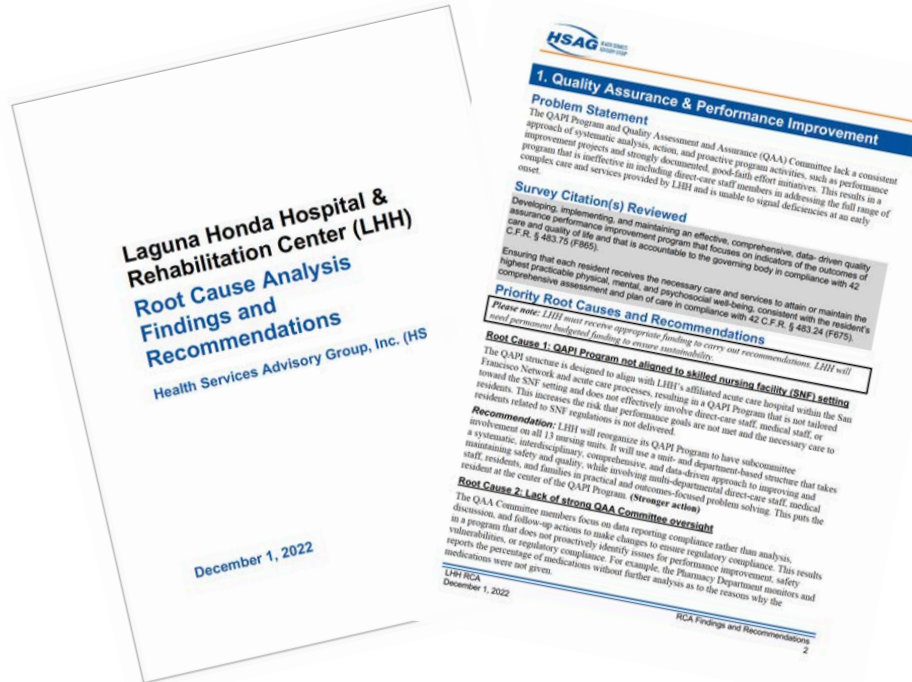 Laguna Honda Hospital &
Rehabilitation Center (LHH)
Root Cause Analysis
Findings and
Recommendations
Health Services Advisory Group, Inc. (HS
December 1, 2022
HSAG HEALTH SERVICES
ADVISORY GROUP
1. Quality Assurance & Performance Improvement
Problem Statement
The QAPI Program and Quality Assessment and Assurance (QAA) Committee lack a consistent
approach of systematic analysis, action, and proactive program activities, such as performance
improvement projects and strongly documented, good-faith effort initiatives. This results in a
program that is ineffective in including direct-care staff members in addressing the full range of
complex care and services provided by LHH and is unable to signal deficiencies at an early
onset.
Survey Citation(s) Reviewed
Developing, implementing, and maintaining an effective, comprehensive, data- driven quality
assurance performance improvement program that focuses on indicators of the outcomes of
care and quality of life and that is accountable to the governing body in compliance with 42
C.F.R. § 483.75 (F865).
Ensuring that each resident receives the necessary care and services to attain or maintain the
highest practicable physical, mental, and psychosocial well-being, consistent with the resident's
comprehensive assessment and plan of care in compliance with 42 C.F.R. § 483.24 (F675).
Priority Root Causes and Recommendations
Please note: LHH must receive appropriate funding to carry out recommendations. LHH will
need permanent budgeted funding to ensure sustainability.
Root Cause 1: QAPI Program not aligned to skilled nursing facility (SNF) setting
The QAPI structure is designed to align with LHH's affiliated acute care hospital within the San
Francisco Network and acute care processes, resulting in a QAPI Program that is not tailored
toward the SNF setting and does not effectively involve direct-care staff, medical staff, or
residents. This increases the risk that performance goals are not met and the necessary care to
residents related to SNF regulations is not delivered.
Recommendation: LHH will reorganize its QAPI Program to have subcommittee
involvement on all 13 nursing units. It will use a unit- and department-based structure that takes
a systematic, interdisciplinary, comprehensive, and data-driven approach to improving and
maintaining safety and quality, while involving multi-departmental direct-care staff, medical
staff, residents, and families in practical and outcomes-focused problem solving. This puts the
resident at the center of the QAPI Program. (Stronger action)
Root Cause 2: Lack of strong QAA Committee oversight
The QAA Committee members focus on data reporting compliance rather than analysis,
discussion, and follow-up actions to make changes to ensure regulatory compliance. This results
in a program that does not proactively identify issues for performance improvement, safety
vulnerabilities, or regulatory compliance. For example, the Pharmacy Department monitors and
reports the percentage of medications without further analysis as to the reasons why the
medications were not given.
LHH RCA
December 1, 2022
RCA Findings and Recommendations
2